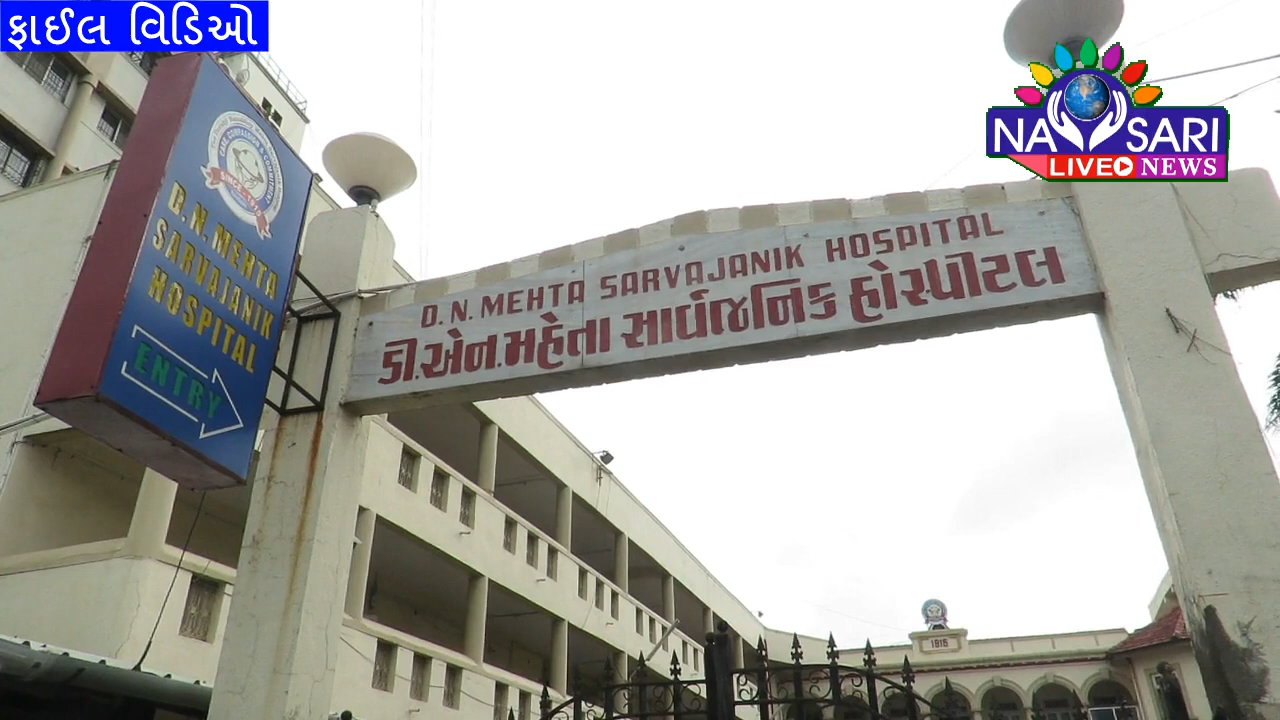 ફાઈલ વિડિઓ
NAVSARI
LIVE NEWS
D. N. MEHTA SARVAJANIK HOSPITAL
ડી.એન.મહેતા સાર્વજનિક હોસ્પીટલ
D.N.MEHTA
SARVAJANIK
HOSPITAL
ENTRY
1915